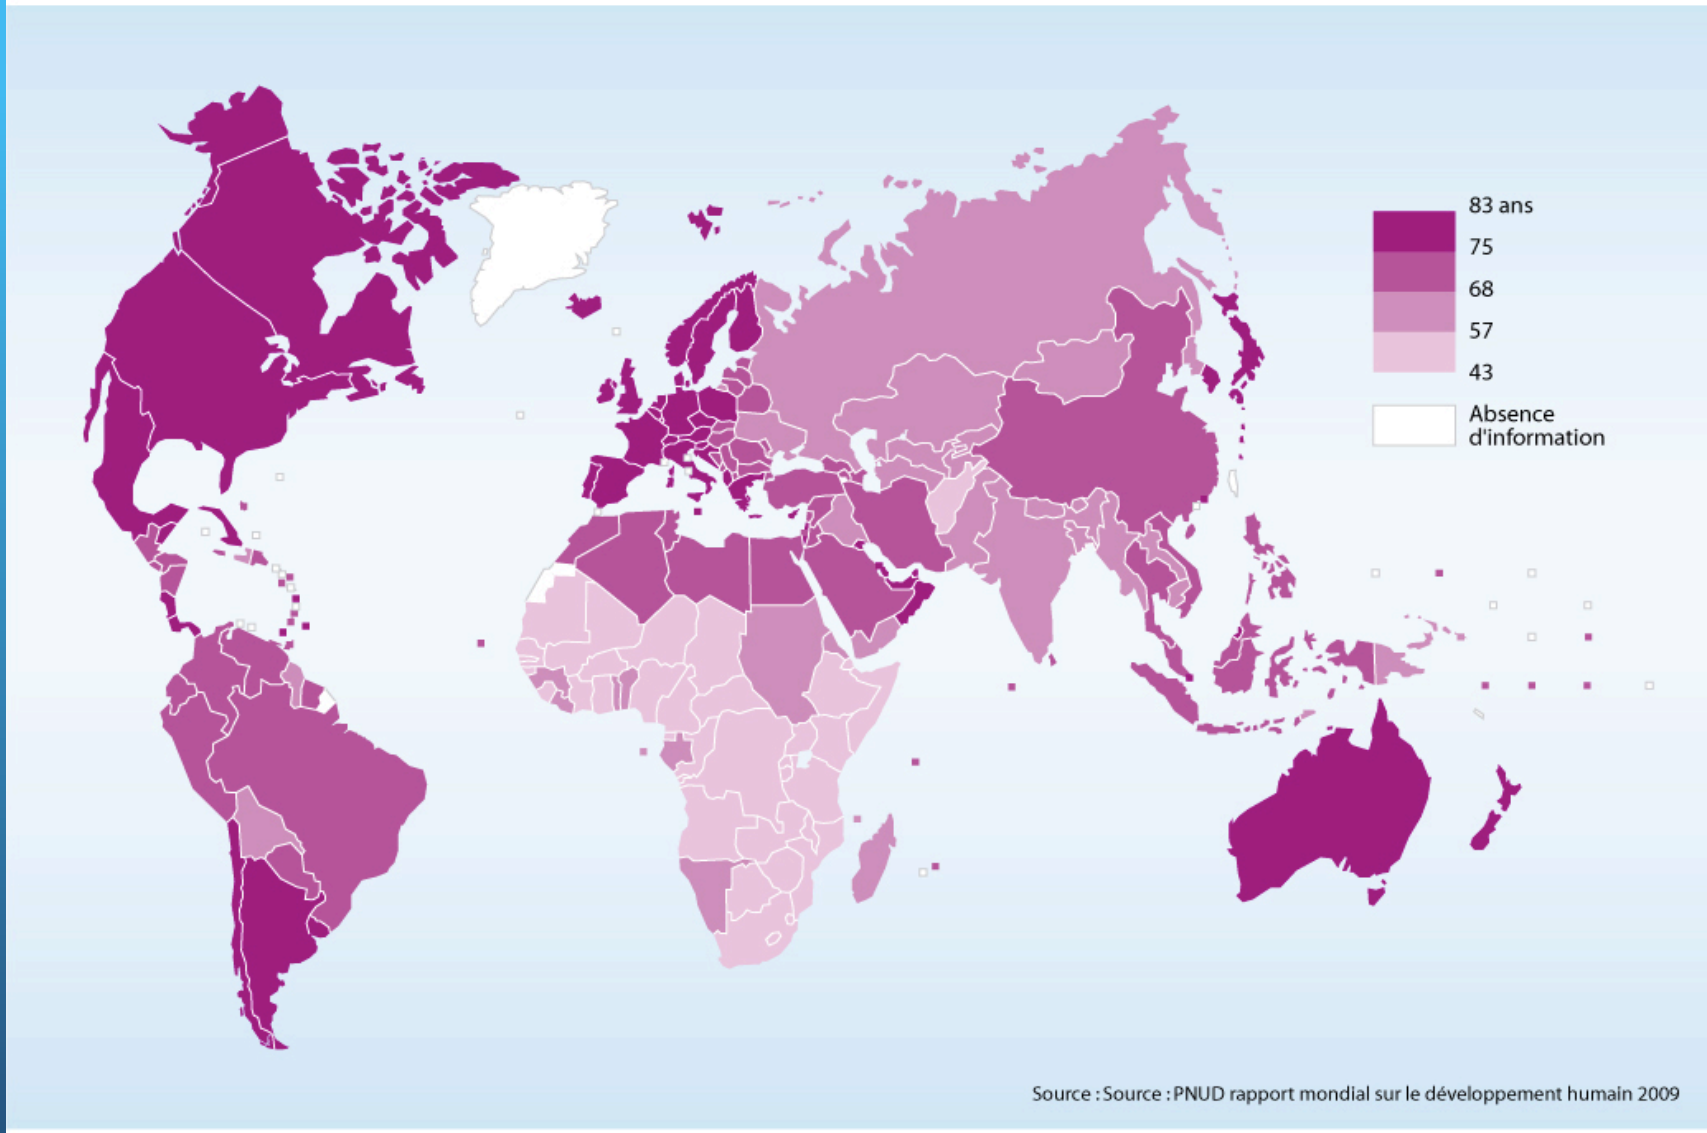 83 ans
75
68
57
43
Absence
d'information
Source : Source : PNUD rapport mondial sur le développement humain 2009